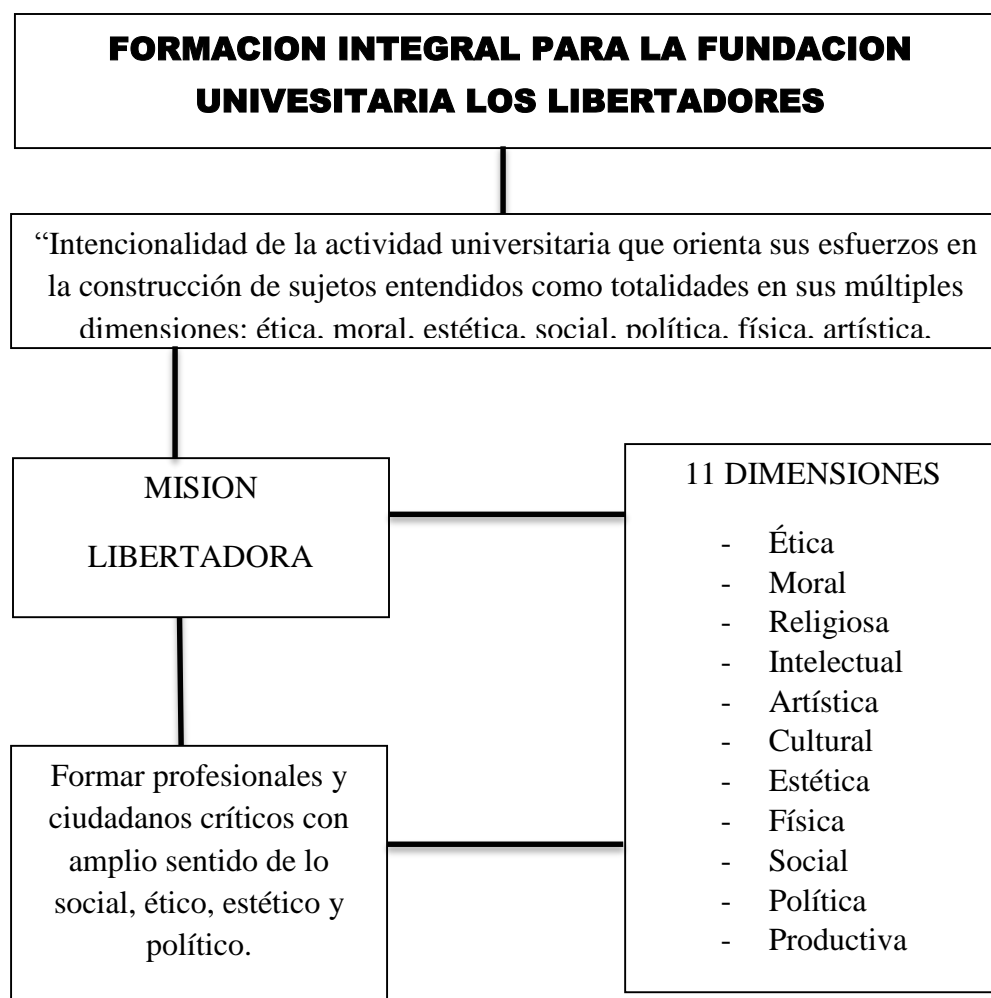 FORMACION INTEGRAL PARA LA FUNDACION
UNIVESITARIA LOS LIBERTADORES
“Intencionalidad de la actividad universitaria que orienta sus esfuerzos en
la construcción de sujetos entendidos como totalidades en sus múltiples
dimensiones: ética, moral, estética, social, política, física, artística,
MISION
LIBERTADORA
Formar profesionales y
ciudadanos críticos con
amplio sentido de lo
social, ético, estético y
político.
11 DIMENSIONES
- Ética
- Moral
- Religiosa
- Intelectual
- Artística
- Cultural
- Estética
- Física
- Social
- Política
- Productiva